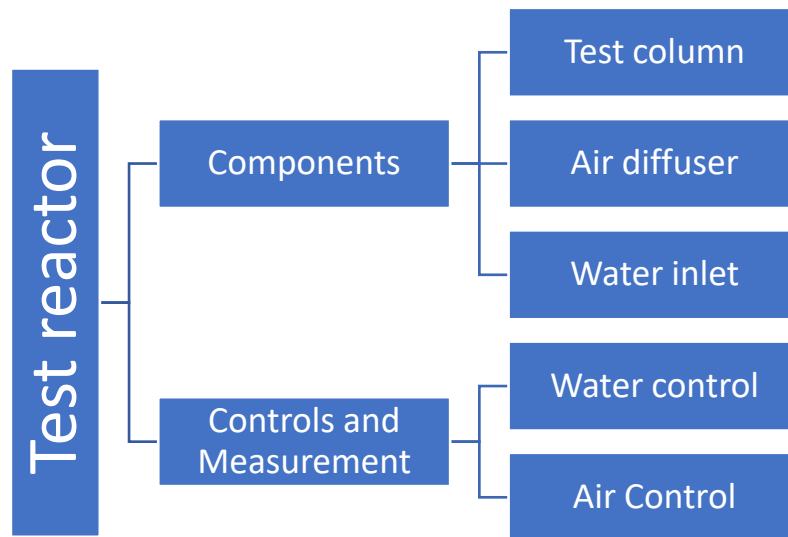 Test reactor
Components
Test column
Air diffuser
Water inlet
Controls and
Measurement
Water control
Air Control